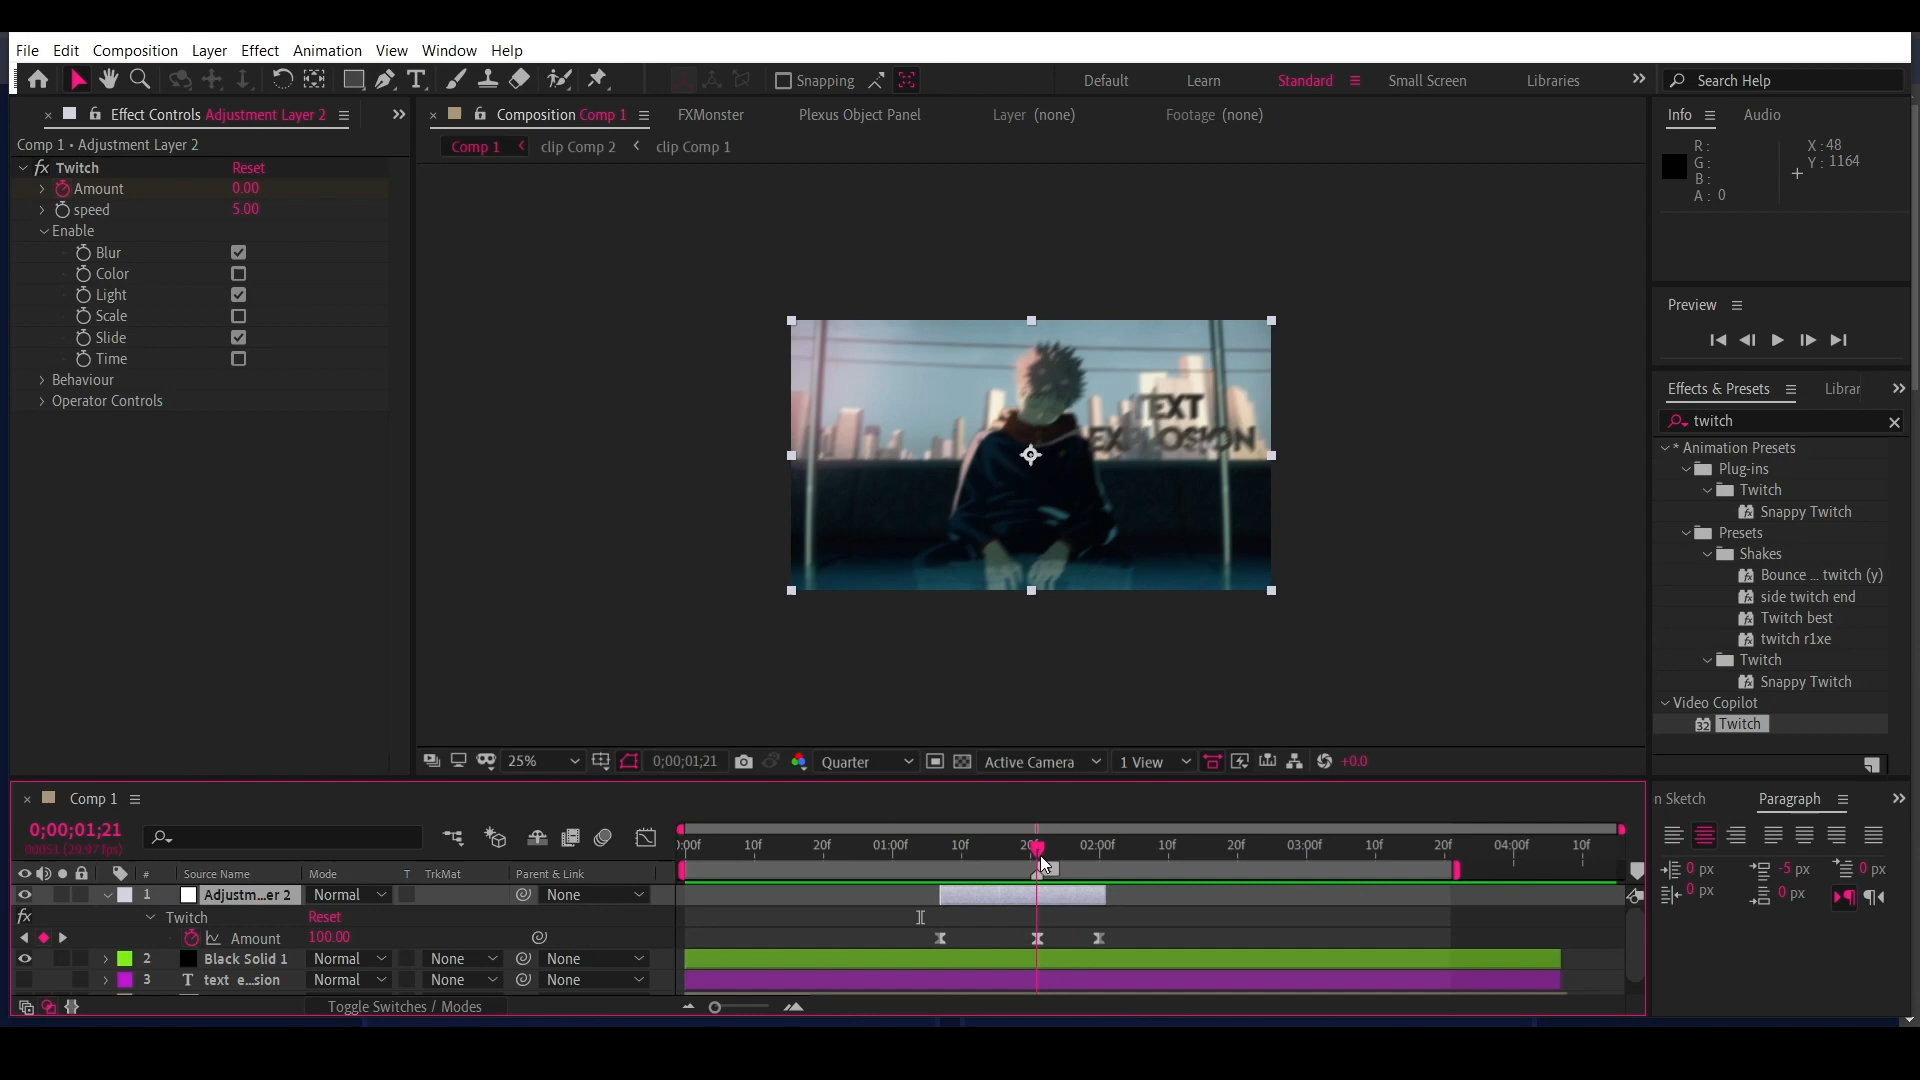 File Edit Composition Layer Effect Animation View Window Help
Snapping Default Learn Standard Small Screen Libraries Search Help
Effect Controls Adjustment Layer 2
Composition Comp 1 FXMonster Plexus Object Panel Layer (none) Footage (none)
Info Audio
Comp 1 • Adjustment Layer 2
Comp 1 clip Comp 2 clip Comp 1
R: X: 48
G: Y: 1164
B:
A: 0
fx Twitch Reset
Amount 0.00
speed 5.00
Enable
Blur
Color
Light
Scale
Slide
Time
Behaviour
Operator Controls
TEXT
EXPLOSION
Preview
Effects & Presets Librar
twitch
* Animation Presets
Plug-ins
Twitch
Snappy Twitch
Presets
Shakes
Bounce ... twitch (y)
side twitch end
Twitch best
twitch r1xe
Twitch
Snappy Twitch
Video Copilot
32 Twitch
25% 0;00;01;21 Quarter Active Camera 1 View +0.0
Comp 1
0;00;01;21
00051 (29.97 fps)
:00f 10f 20f 01:00f 10f 20f 02:00f 10f 20f 03:00f 10f 20f 04:00f 10f
# Source Name Mode T TrkMat Parent & Link
1 Adjustm...er 2 Normal None
fx Twitch Reset
Amount 100.00
2 Black Solid 1 Normal None None
3 T text e...sion Normal None None
Toggle Switches / Modes
n Sketch Paragraph
0 px -5 px 0 px
0 px 0 px